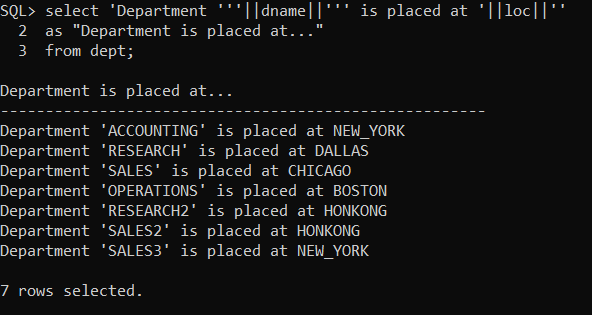 SQL> select 'Department '''||dname||''' is placed at '||loc||''
2 as "Department is placed at..."
3 from dept;
Department is placed at...
------------------------------------------------------
Department 'ACCOUNTING' is placed at NEW_YORK
Department 'RESEARCH' is placed at DALLAS
Department 'SALES' is placed at CHICAGO
Department 'OPERATIONS' is placed at BOSTON
Department 'RESEARCH2' is placed at HONKONG
Department 'SALES2' is placed at HONKONG
Department 'SALES3' is placed at NEW_YORK
7 rows selected.